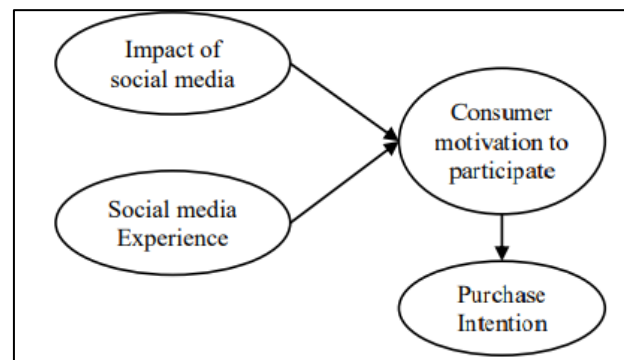 Impact of
social media
Consumer
motivation to
participate
Social media
Experience
Purchase
Intention